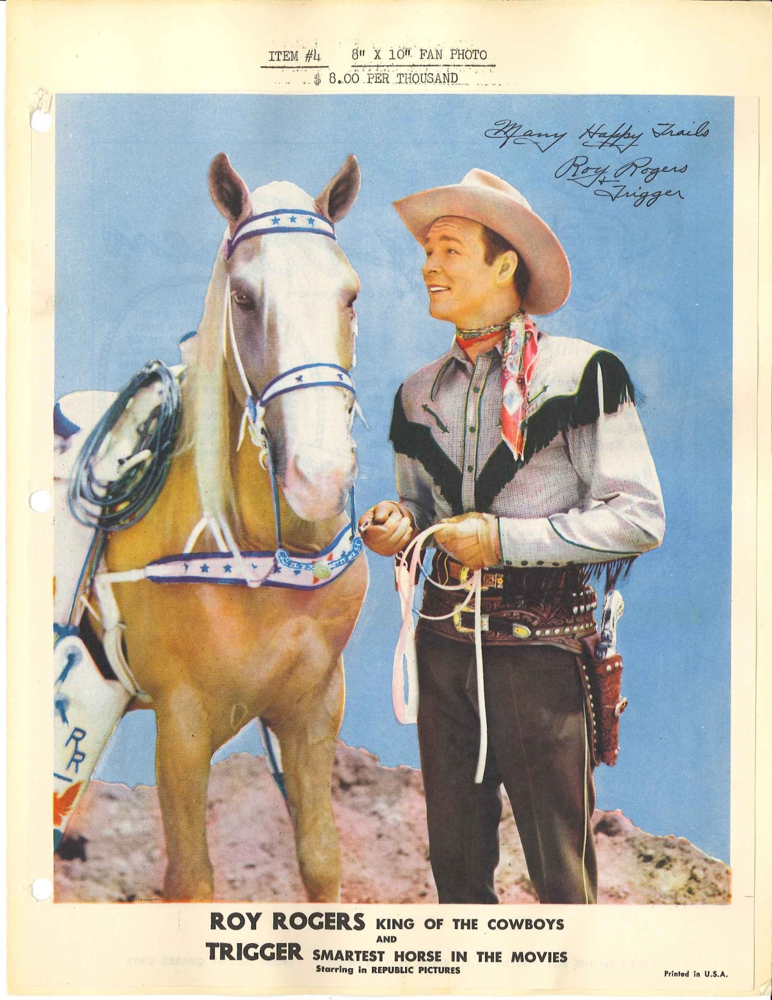 ITEM #4 8" X 10" FAN PHOTO
$ 8.00 PER THOUSAND
Many Happy Trails
Roy Rogers
+ Trigger
R
R
ROY ROGERS KING OF THE COWBOYS
AND
TRIGGER SMARTEST HORSE IN THE MOVIES
Starring in REPUBLIC PICTURES
Printed in U.S.A.